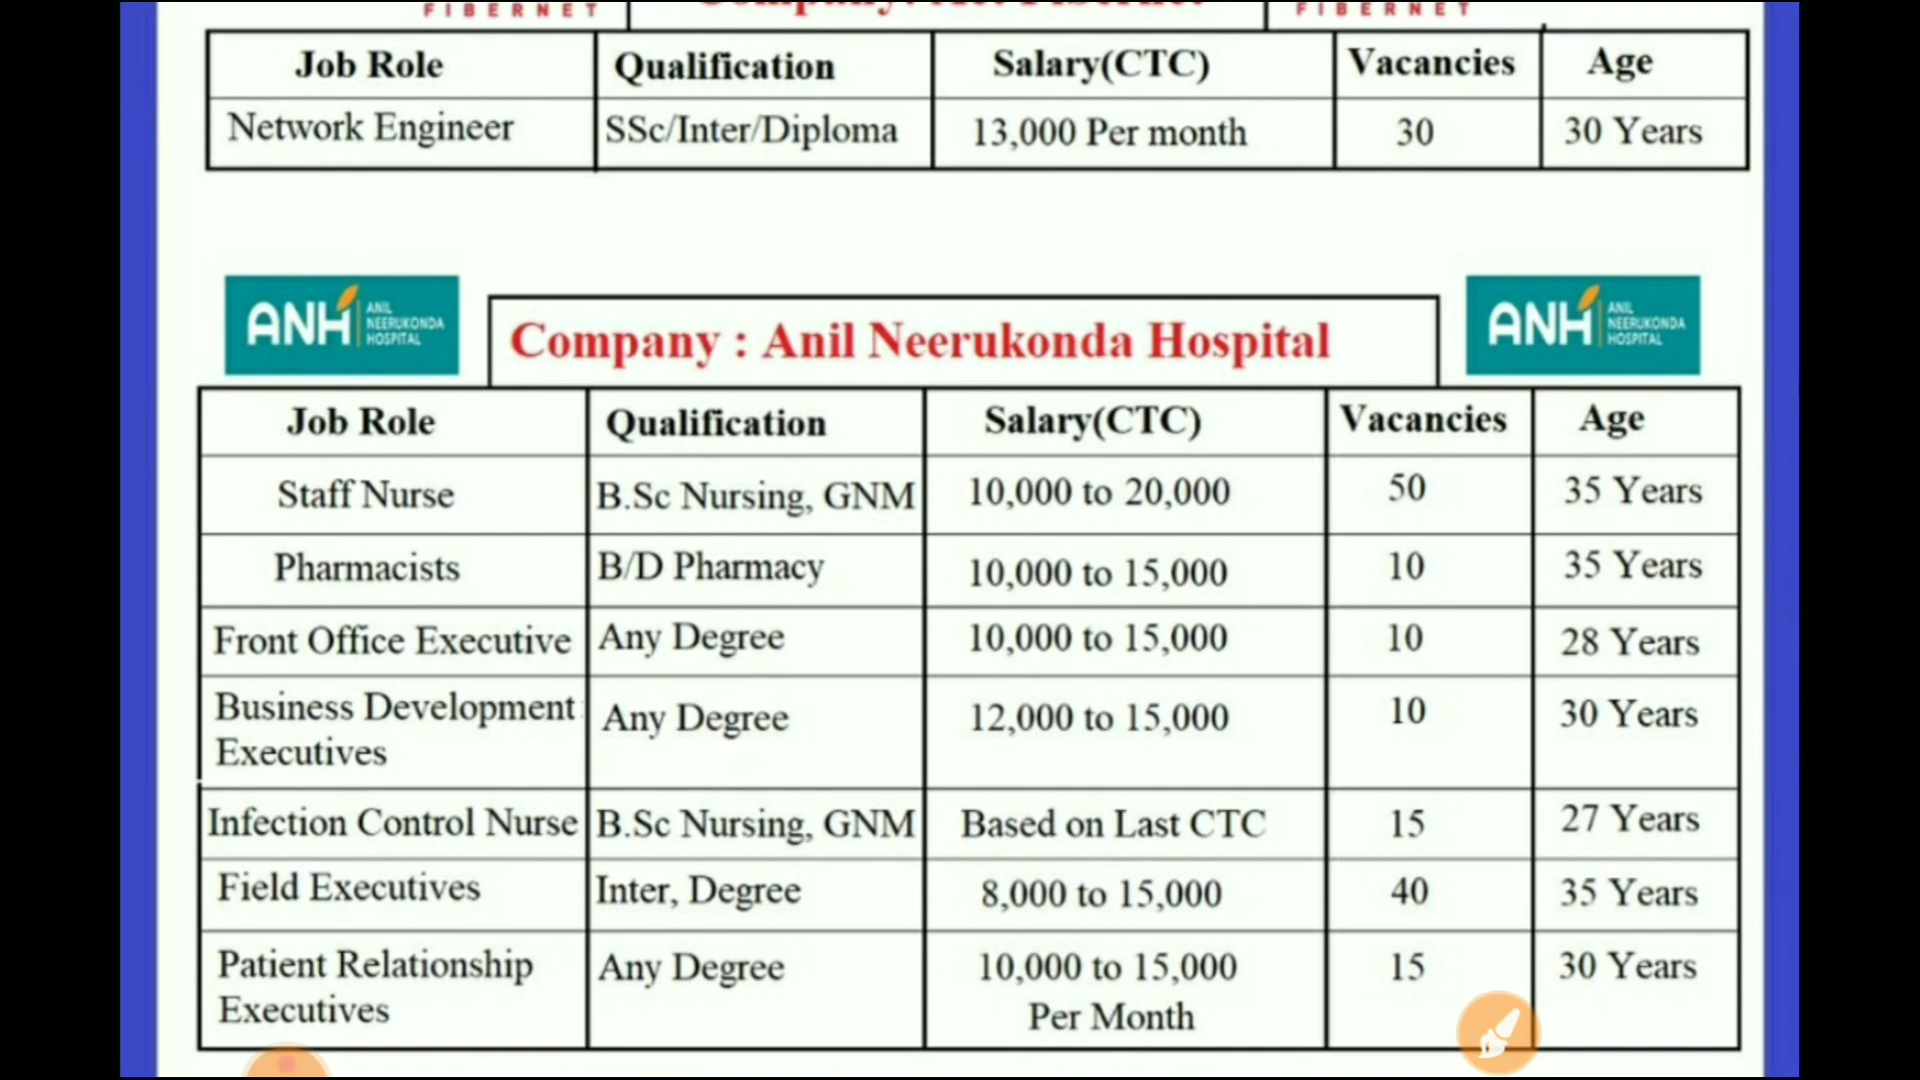 FIBERNET
Company: Act Fibernet
FIBERNET
Job Role Qualification Salary(CTC) Vacancies Age
Network Engineer SSc/Inter/Diploma 13,000 Per month 30 30 Years
ANH ANIL NEERUKONDA HOSPITAL
Company : Anil Neerukonda Hospital
ANH ANIL NEERUKONDA HOSPITAL
Job Role Qualification Salary(CTC) Vacancies Age
Staff Nurse B.Sc Nursing, GNM 10,000 to 20,000 50 35 Years
Pharmacists B/D Pharmacy 10,000 to 15,000 10 35 Years
Front Office Executive Any Degree 10,000 to 15,000 10 28 Years
Business Development
Executives Any Degree 12,000 to 15,000 10 30 Years
Infection Control Nurse B.Sc Nursing, GNM Based on Last CTC 15 27 Years
Field Executives Inter, Degree 8,000 to 15,000 40 35 Years
Patient Relationship Any Degree 10,000 to 15,000 15 30 Years
Executives Per Month